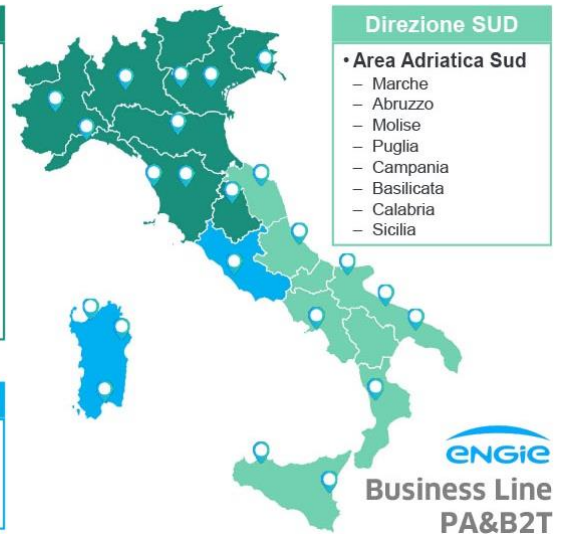 Direzione SUD
• Area Adriatica Sud
– Marche
– Abruzzo
– Molise
– Puglia
– Campania
– Basilicata
– Calabria
– Sicilia
ENGIE
Business Line
PA&B2T